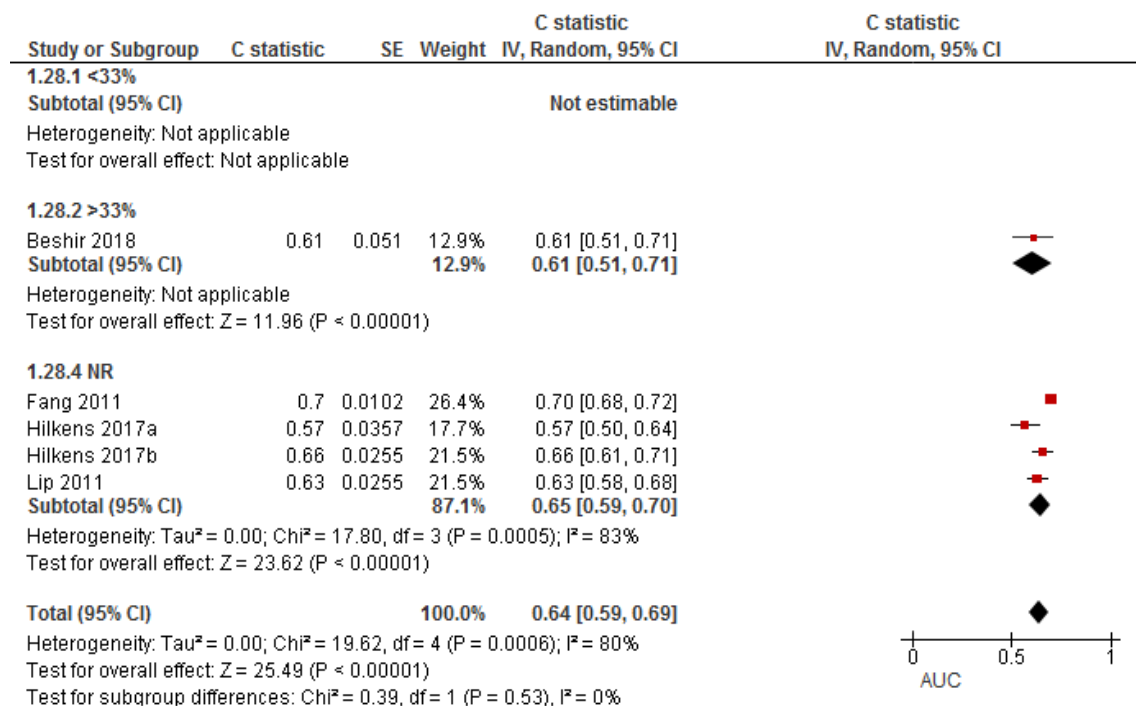 C statistic C statistic
Study or Subgroup C statistic SE Weight IV, Random, 95% CI IV, Random, 95% CI
1.28.1 <33%
Subtotal (95% CI) Not estimable
Heterogeneity: Not applicable
Test for overall effect: Not applicable
1.28.2 >33%
Beshir 2018 0.61 0.051 12.9% 0.61 [0.51, 0.71]
Subtotal (95% CI) 12.9% 0.61 [0.51, 0.71]
Heterogeneity: Not applicable
Test for overall effect: Z = 11.96 (P < 0.00001)
1.28.4 NR
Fang 2011 0.7 0.0102 26.4% 0.70 [0.68, 0.72]
Hilkens 2017a 0.57 0.0357 17.7% 0.57 [0.50, 0.64]
Hilkens 2017b 0.66 0.0255 21.5% 0.66 [0.61, 0.71]
Lip 2011 0.63 0.0255 21.5% 0.63 [0.58, 0.68]
Subtotal (95% CI) 87.1% 0.65 [0.59, 0.70]
Heterogeneity: Tau² = 0.00; Chi² = 17.80, df = 3 (P = 0.0005); I² = 83%
Test for overall effect: Z = 23.62 (P < 0.00001)
Total (95% CI) 100.0% 0.64 [0.59, 0.69]
Heterogeneity: Tau² = 0.00; Chi² = 19.62, df = 4 (P = 0.0006); I² = 80%
Test for overall effect: Z = 25.49 (P < 0.00001)
Test for subgroup differences: Chi² = 0.39, df = 1 (P = 0.53), I² = 0%
0 0.5 1
AUC